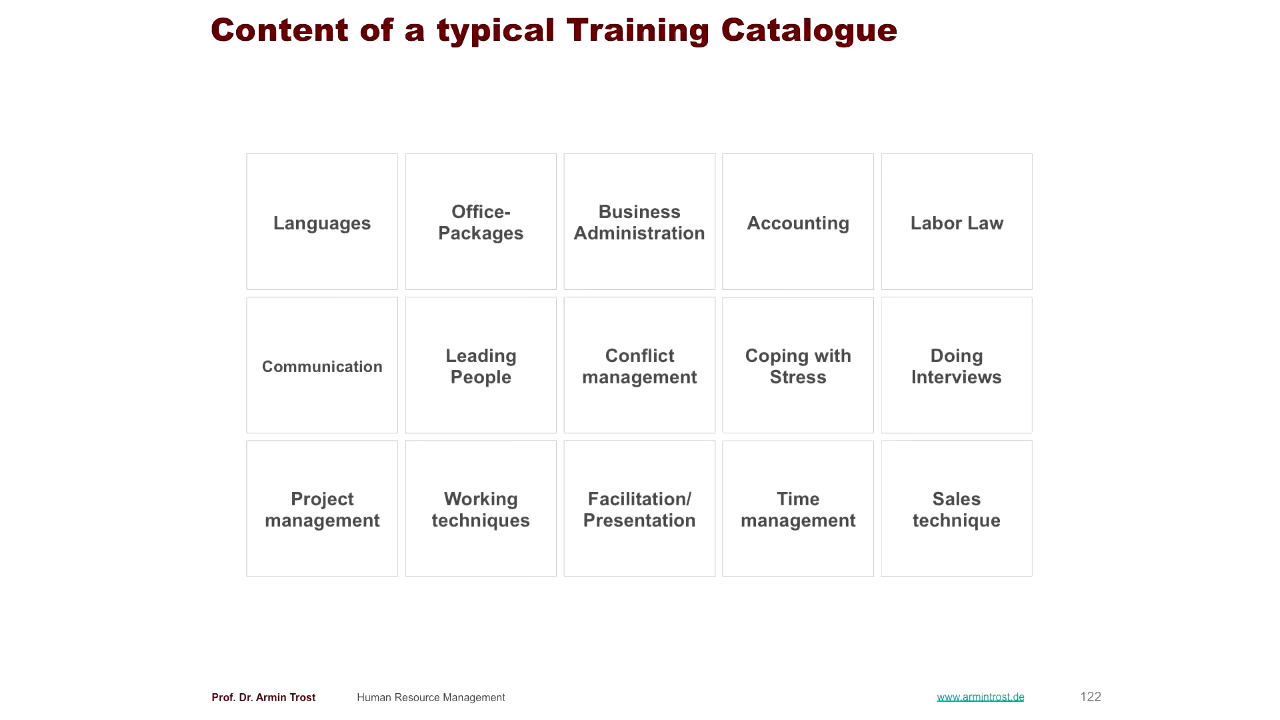 Content of a typical Training Catalogue
Languages
Office-
Packages
Business
Administration
Accounting
Labor Law
Communication
Leading
People
Conflict
management
Coping with
Stress
Doing
Interviews
Project
management
Working
techniques
Facilitation/
Presentation
Time
management
Sales
technique
Prof. Dr. Armin Trost
Human Resource Management
www.armintrost.de
122